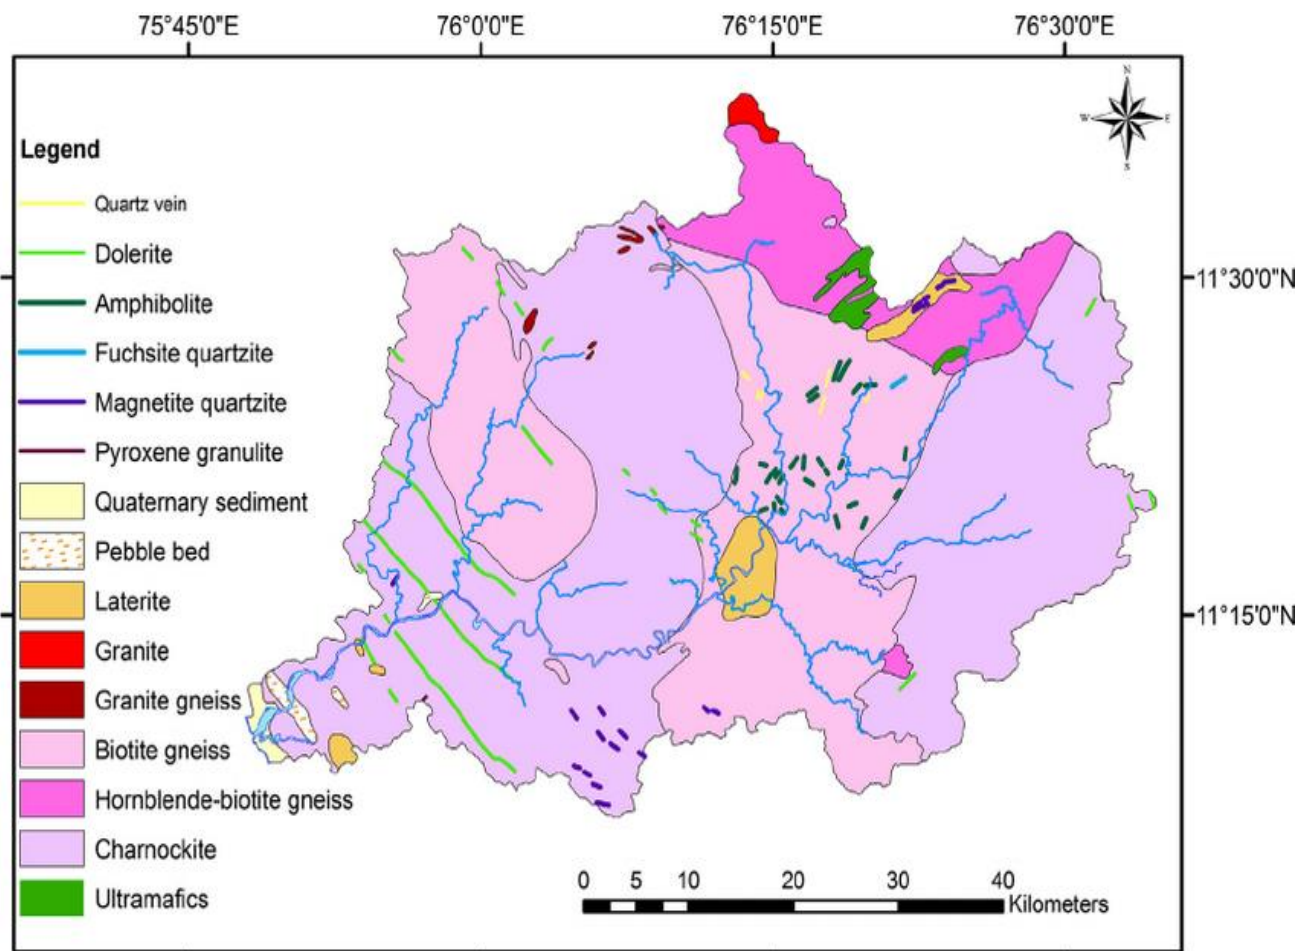 75°45'0"E 76°0'0"E 76°15'0"E 76°30'0"E
N
W E
S
Legend
Quartz vein
Dolerite
Amphibolite
Fuchsite quartzite
Magnetite quartzite
Pyroxene granulite
Quaternary sediment
Pebble bed
Laterite
Granite
Granite gneiss
Biotite gneiss
Hornblende-biotite gneiss
Charnockite
Ultramafics
11°30'0"N
11°15'0"N
0 5 10 20 30 40
Kilometers